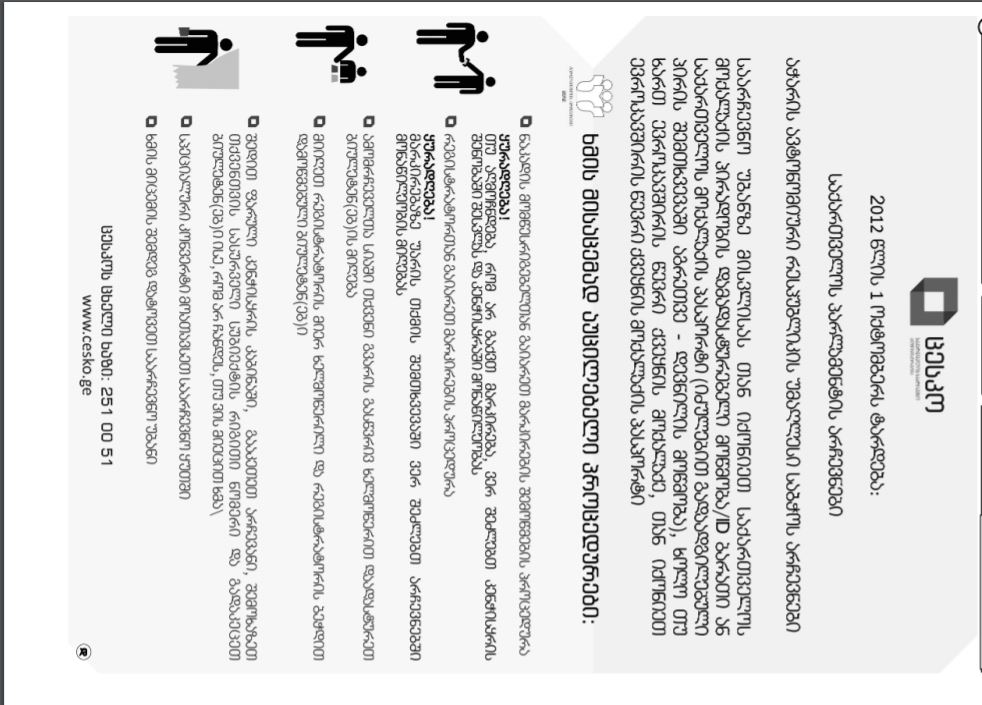 ცესკო
2012 წლის 1 ოქტომბერს ტარდება:
საქართველოს პარლამენტის არჩევნები
აჭარის ავტონომიური რესპუბლიკის უმაღლესი საბჭოს არჩევნები
საარჩევნო უბანზე მისვლისას თან იქონიეთ საქართველოს
მოქალაქის პირადობის დამადასტურებელი მოწმობა/ID ბარათი ან
საქართველოს მოქალაქის პასპორტი (იძულებით გადაადგილებული
პირის შემთხვევაში აგრეთვე - დევნილის მოწმობა), ხოლო თუ
ხართ ევროკავშირის წევრი ქვეყნის მოქალაქე, თან იქონიეთ
ევროკავშირის წევრი ქვეყნის მოქალაქის პასპორტი
ხმის მისაცემად აუცილებელი პროცედურები:
ნაკადის მომწესრიგებელთან გაიარეთ მარკირების შემოწმების პროცედურა
ყურადღება!
თუ აღმოჩნდება, რომ არ გაქვთ მარკირება, ვერ შეძლებთ კენჭისყრის
შენობაში შესვლას და კენჭისყრაში მონაწილეობას
რეგისტრატორთან გაიარეთ მარკირების პროცედურა
ყურადღება!
მარკირებაზე უარის თქმის შემთხვევაში ვერ შეძლებთ არჩევნებში
მონაწილეობის მიღებას
ამომრჩეველთა სიაში თქვენი გვარის გასწვრივ ხელმოწერით დაადასტურეთ
ბიულეტენ(ებ)ის მიღება
მიიღეთ რეგისტრატორის მიერ ხელმოწერილი და რეგისტრატორის ბეჭდით
დამოწმებული ბიულეტენ(ებ)ი
შედით ფარული კენჭისყრის კაბინაში, გააკეთეთ არჩევანი, შემოხაზეთ
თქვენთვის სასურველი სუბიექტის რიგითი ნომერი და გადაკეცეთ
ბიულეტენ(ებ)ი ისე, რომ არ ჩანდეს, თუ ვის მიეცით ხმა\
სპეციალური კონვერტი მოათავსეთ საარჩევნო ყუთში
ხმის მიცემის შემდეგ დატოვეთ საარჩევნო უბანი
ცესკოს ცხელი ხაზი: 251 00 51
www.cesko.ge